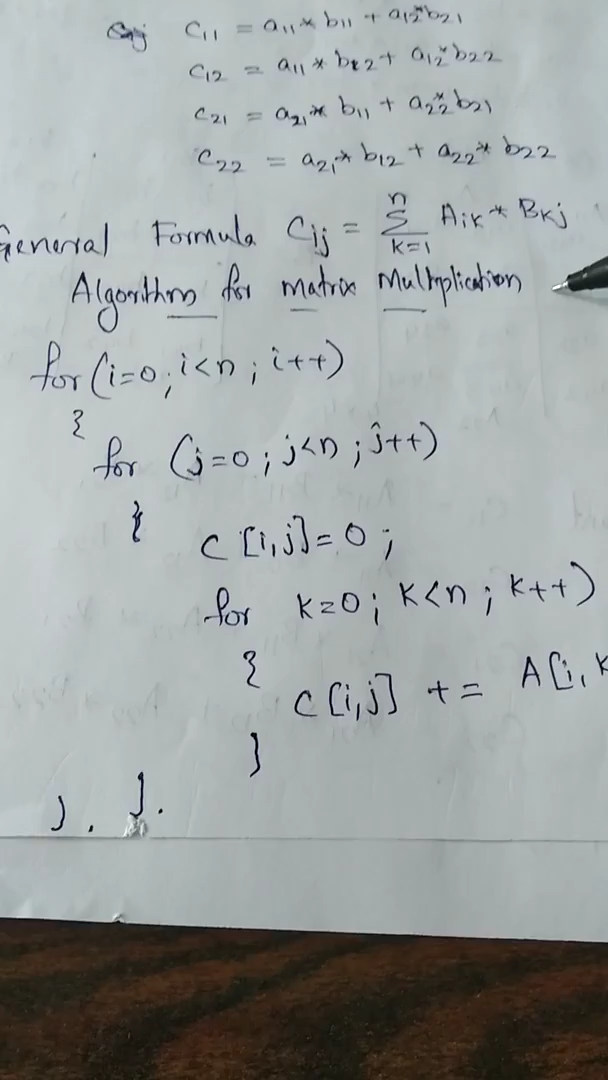 C11 = a11 * b11 + a12 * b21
C12 = a11 * b12 + a12 * b22
C21 = a21 * b11 + a22 * b21
C22 = a21 * b12 + a22 * b22
General Formula Cij = n Σ k=1 Aik * Bkj
Algorithm for matrix Multiplication
for (i=0; i<n; i++)
{
for (j=0; j<n; j++)
{
C[i,j]=0;
for k=0; k<n; k++)
{
C[i,j] += A[i, k
}
}. }.